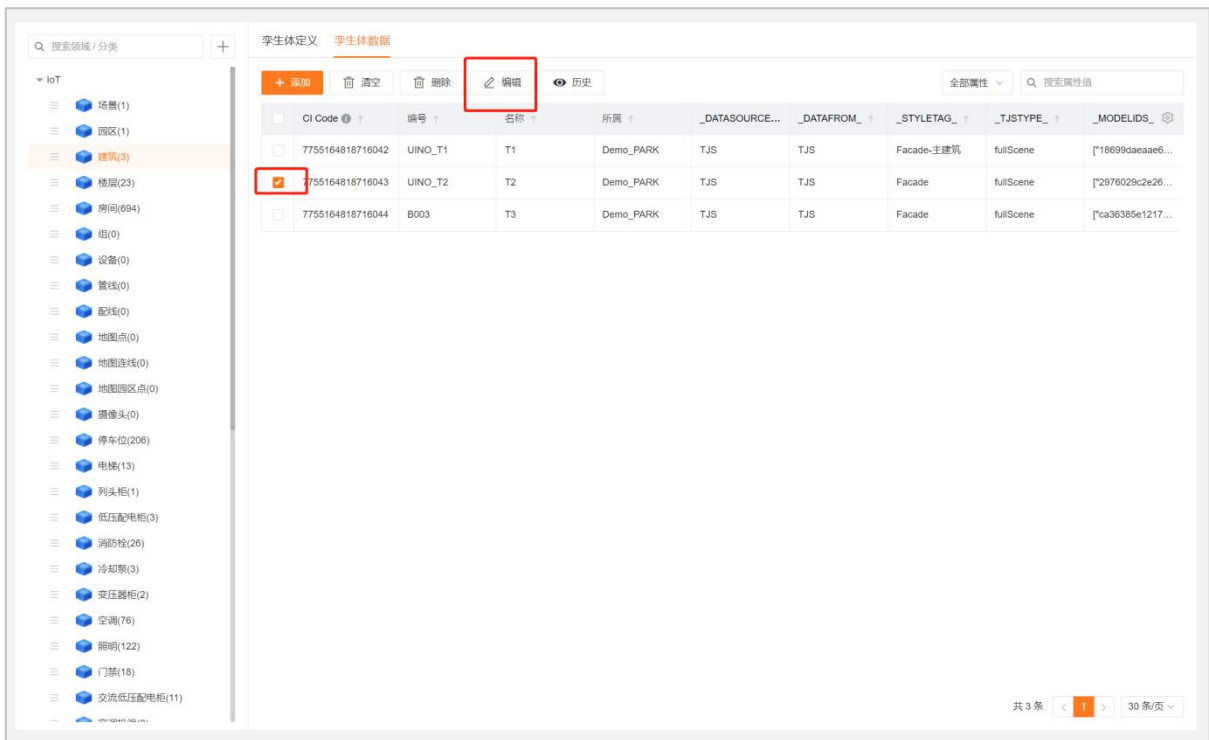 搜索领域 / 分类
IoT
场景(1)
园区(1)
建筑(3)
楼层(23)
房间(694)
组(0)
设备(0)
管线(0)
配线(0)
地图点(0)
地图连线(0)
地图园区点(0)
摄像头(0)
停车位(206)
电梯(13)
列头柜(1)
低压配电柜(3)
消防栓(26)
冷却泵(3)
变压器柜(2)
空调(76)
照明(122)
门禁(18)
交流低压配电柜(11)
孪生体定义 孪生体数据
+ 添加 清空 删除 编辑 历史 全部属性 搜索属性值
CI Code 编号 名称 所属 _DATASOURCE... _DATAFROM_ _STYLETAG_ _TJSTYPE_ _MODELIDS_
7755164818716042 UINO_T1 T1 Demo_PARK TJS TJS Facade-主建筑 fullScene ["18699daeaae6...
7755164818716043 UINO_T2 T2 Demo_PARK TJS TJS Facade fullScene ["2976029c2e26...
7755164818716044 B003 T3 Demo_PARK TJS TJS Facade fullScene ["ca36385e1217...
共 3 条 < 1 > 30 条/页